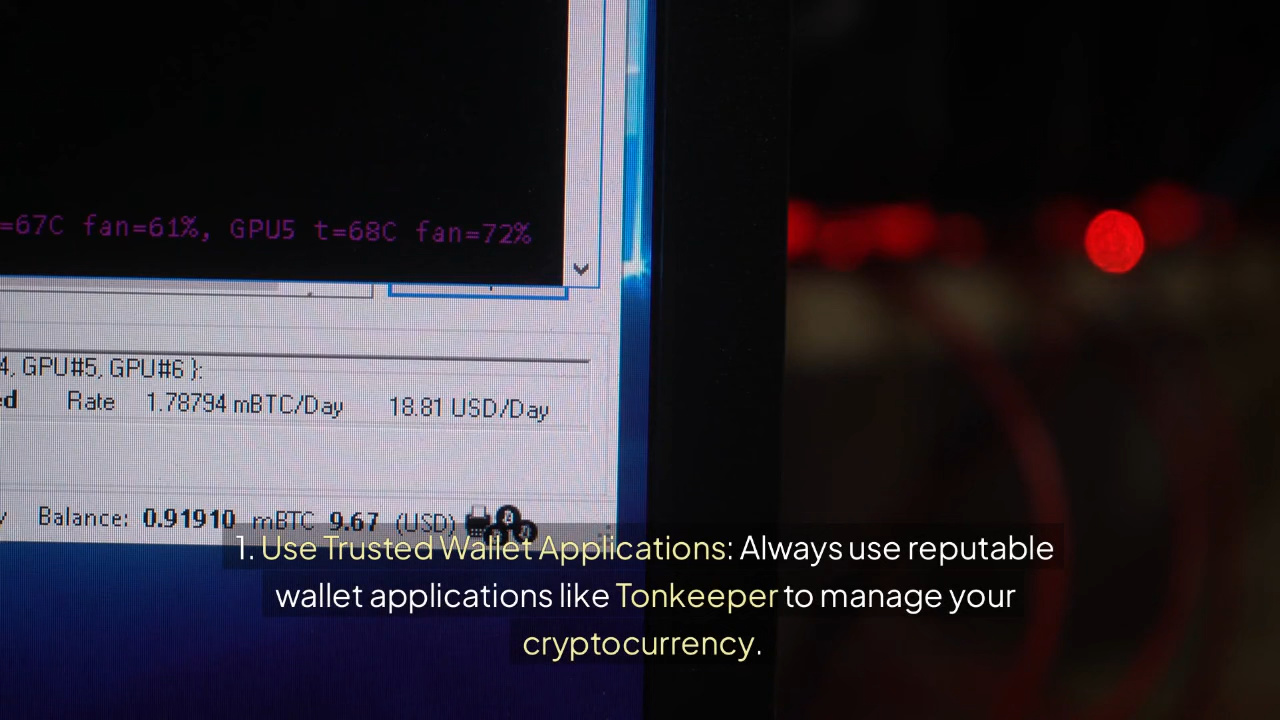 =67C fan=61%, GPU5 t=68C fan=72%
4, GPU#5, GPU#6 }:
ed Rate 1.78794 mBTC/Day 18.81 USD/Day
y Balance: 0.91910 mBTC 9.67 (USD)
1. Use Trusted Wallet Applications: Always use reputable
wallet applications like Tonkeeper to manage your
cryptocurrency.